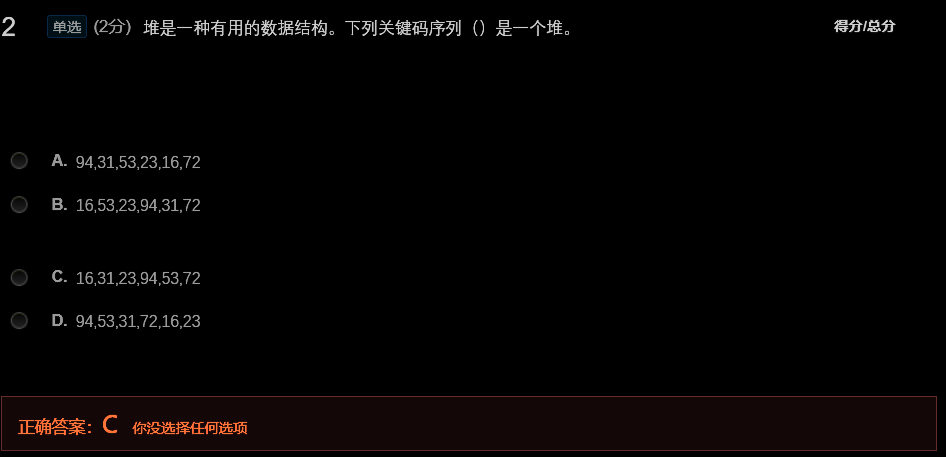 2 单选 (2分) 堆是一种有用的数据结构。下列关键码序列（）是一个堆。 得分/总分
A. 94,31,53,23,16,72
B. 16,53,23,94,31,72
C. 16,31,23,94,53,72
D. 94,53,31,72,16,23
正确答案：C 你没选择任何选项